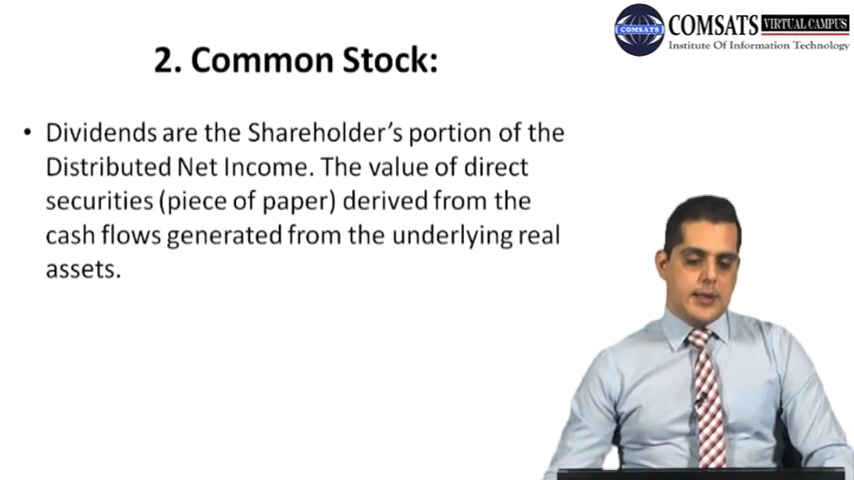 COMSATS
COMSATS VIRTUAL CAMPUS
Institute Of Information Technology
2. Common Stock:
• Dividends are the Shareholder's portion of the
Distributed Net Income. The value of direct
securities (piece of paper) derived from the
cash flows generated from the underlying real
assets.